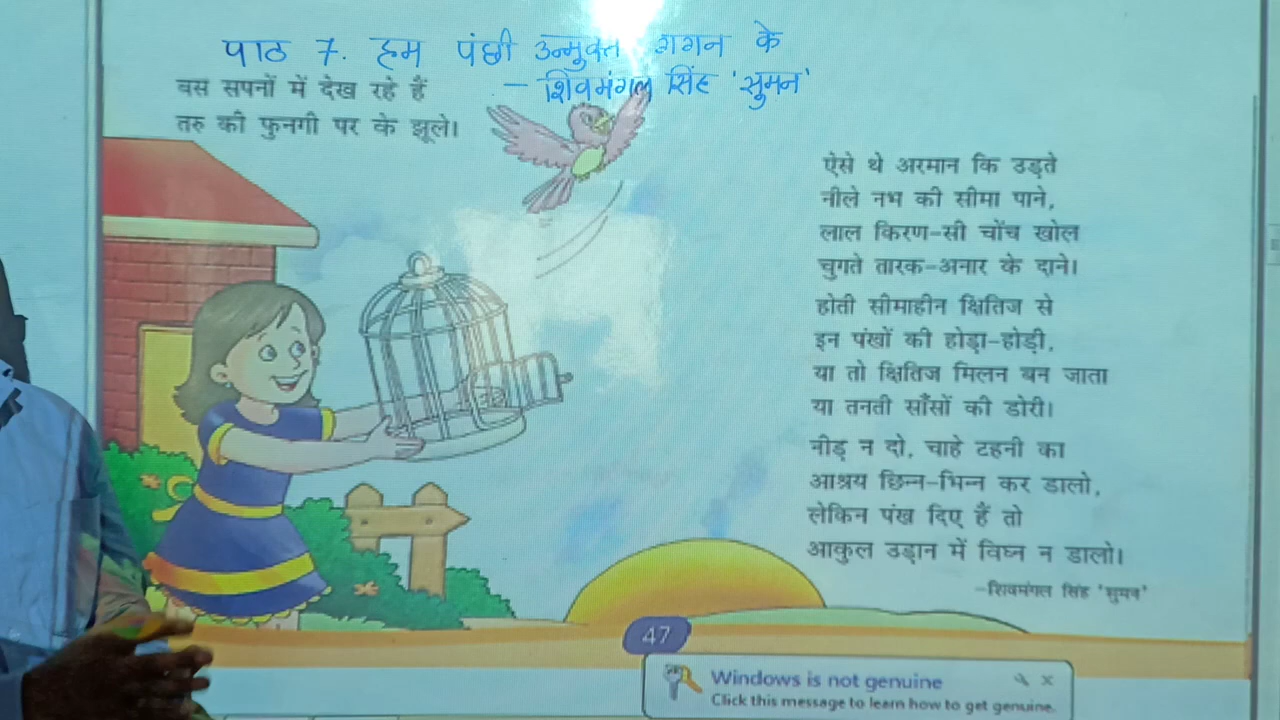 पाठ 7. हम पंछी उन्मुक्त गगन के
– शिवमंगल सिंह 'सुमन'
बस सपनों में देख रहे हैं
तरु की फुनगी पर के झूले।
ऐसे थे अरमान कि उड़ते
नीले नभ की सीमा पाने,
लाल किरण-सी चोंच खोल
चुगते तारक-अनार के दाने।
होती सीमाहीन क्षितिज से
इन पंखों की होड़ा-होड़ी,
या तो क्षितिज मिलन बन जाता
या तनती साँसों की डोरी।
नीड़ न दो, चाहे टहनी का
आश्रय छिन्न-भिन्न कर डालो,
लेकिन पंख दिए हैं तो
आकुल उड़ान में विघ्न न डालो।
–शिवमंगल सिंह 'सुमन'
47
Windows is not genuine
Click this message to learn how to get genuine.